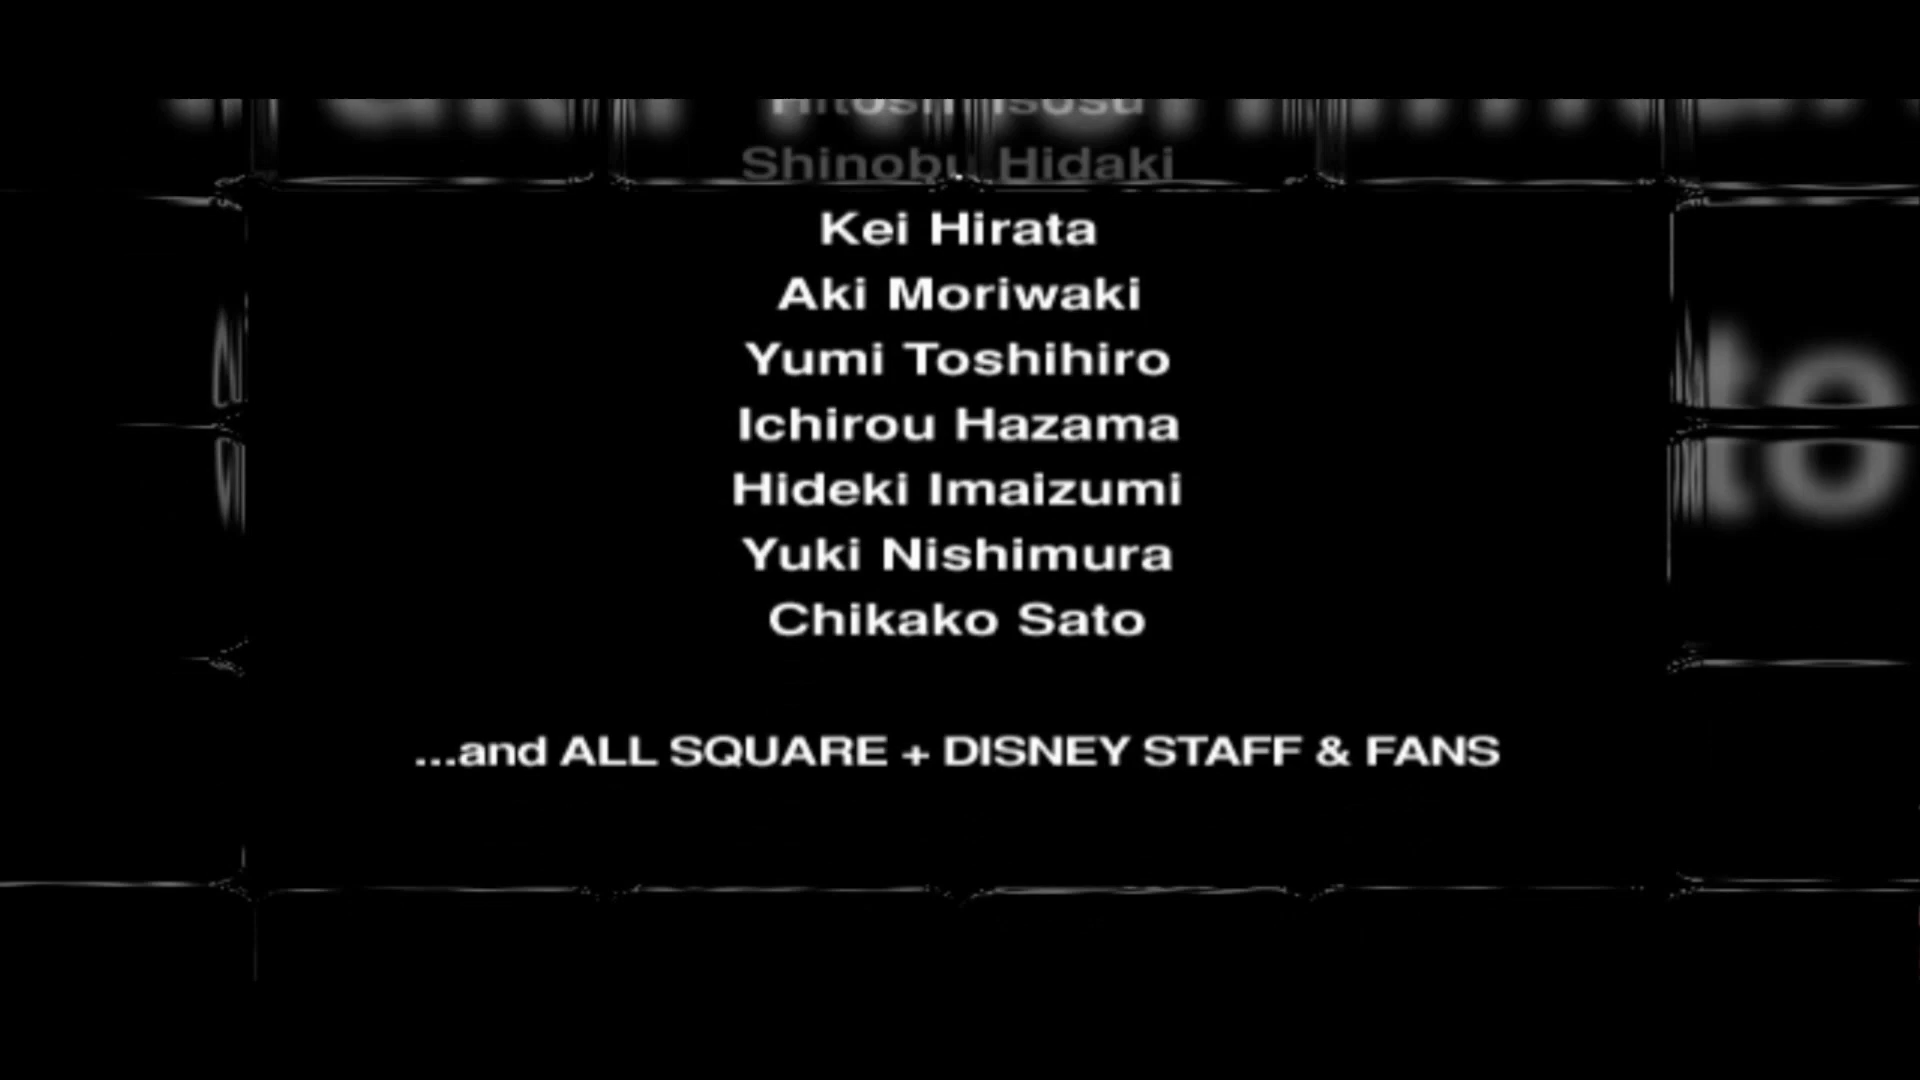 Shinobu Hidaki
Kei Hirata
Aki Moriwaki
Yumi Toshihiro
Ichirou Hazama
Hideki Imaizumi
Yuki Nishimura
Chikako Sato
...and ALL SQUARE + DISNEY STAFF & FANS
to